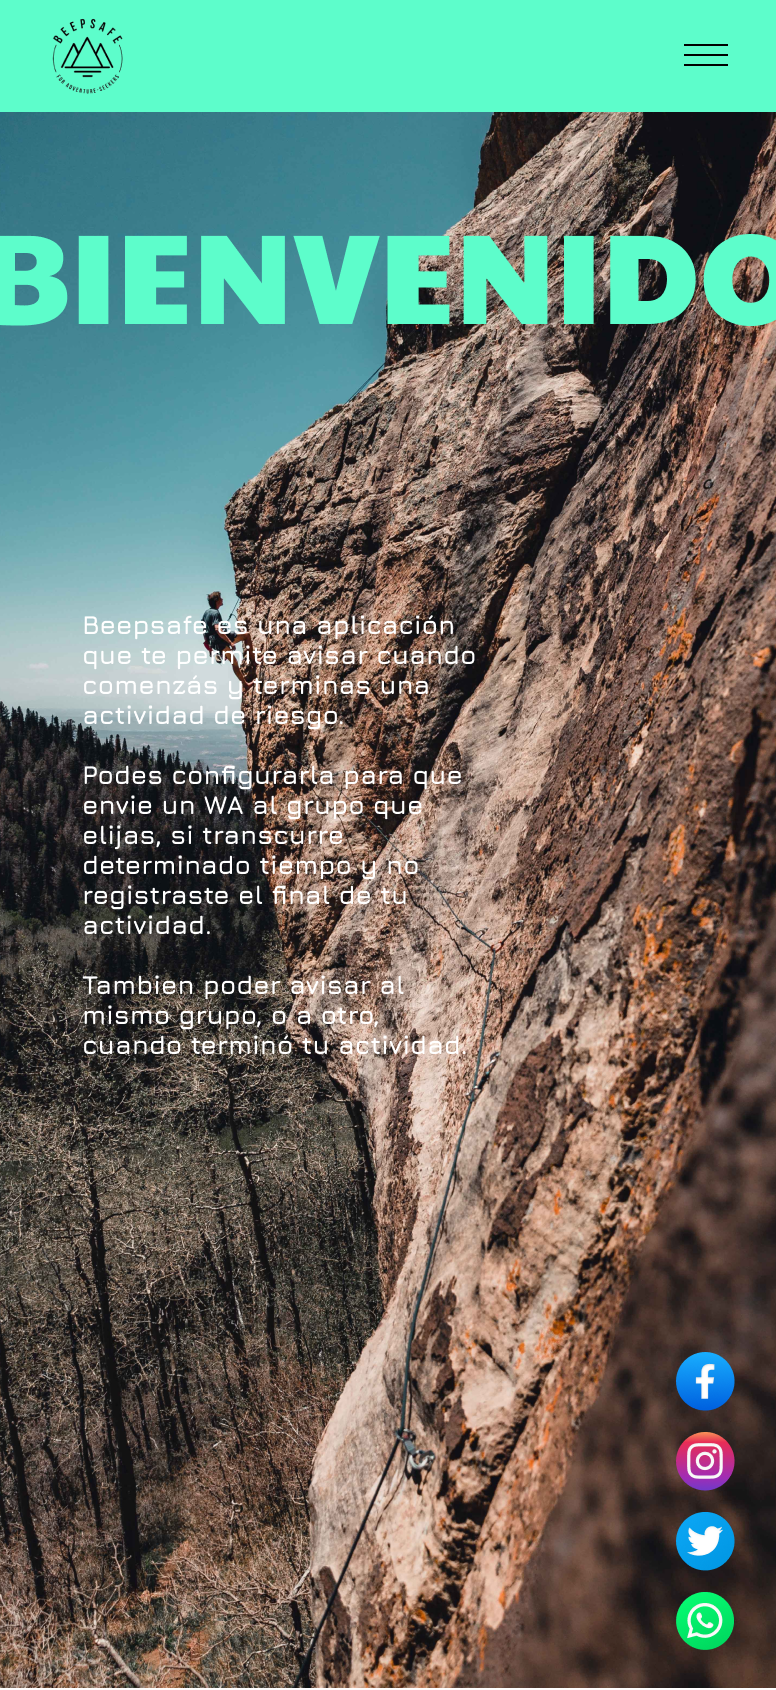 BEEPSAFE
FOR ADVENTURE-SEEKERS
BIENVENIDO
Beepsafe es una aplicación
que te permite avisar cuando
comenzás y terminas una
actividad de riesgo.
Podes configurarla para que
envie un WA al grupo que
elijas, si transcurre
determinado tiempo y no
registraste el final de tu
actividad.
Tambien poder avisar al
mismo grupo, o a otro,
cuando terminó tu actividad.